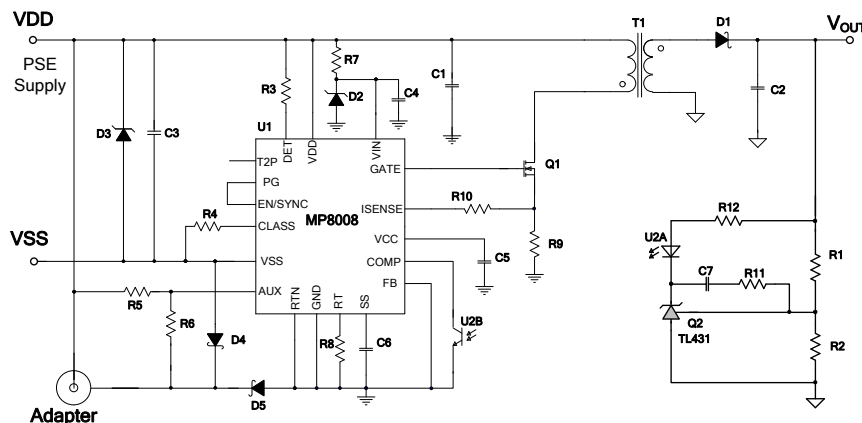 VDD
T1
D1
VOUT
PSE
Supply
R7
C1
R3
D2
C4
C2
D3
C3
U1
DET
VDD
VIN
T2P
GATE
Q1
PG
EN/SYNC
MP8008
ISENSE
R10
R12
R4
CLASS
VSS
VCC
R9
U2A
R1
VSS
COMP
C5
C7
R11
AUX
FB
R5
RTN
GND
RT
SS
Q2
TL431
R6
D4
R8
C6
U2B
R2
D5
Adapter